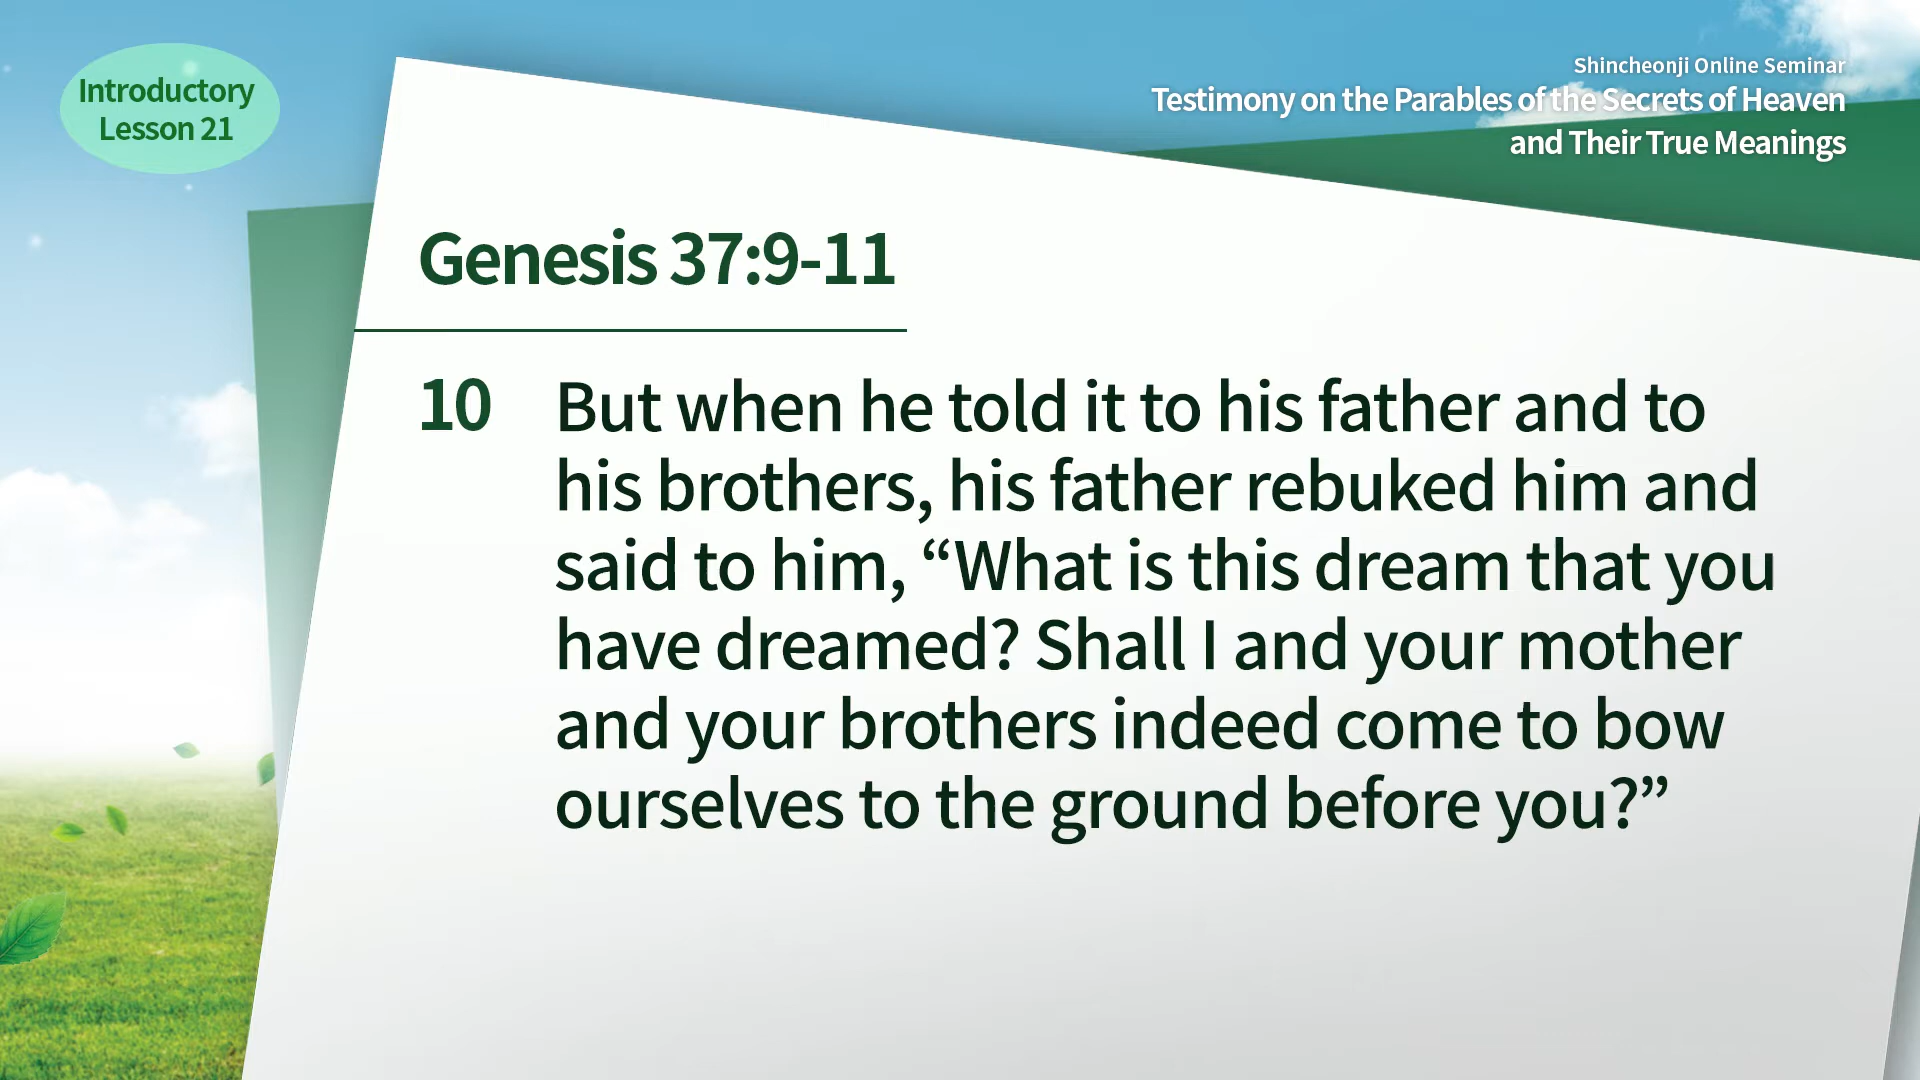 Introductory
Lesson 21
Shincheonji Online Seminar
Testimony on the Parables of the Secrets of Heaven
and Their True Meanings
Genesis 37:9-11
10 But when he told it to his father and to
his brothers, his father rebuked him and
said to him, “What is this dream that you
have dreamed? Shall I and your mother
and your brothers indeed come to bow
ourselves to the ground before you?”